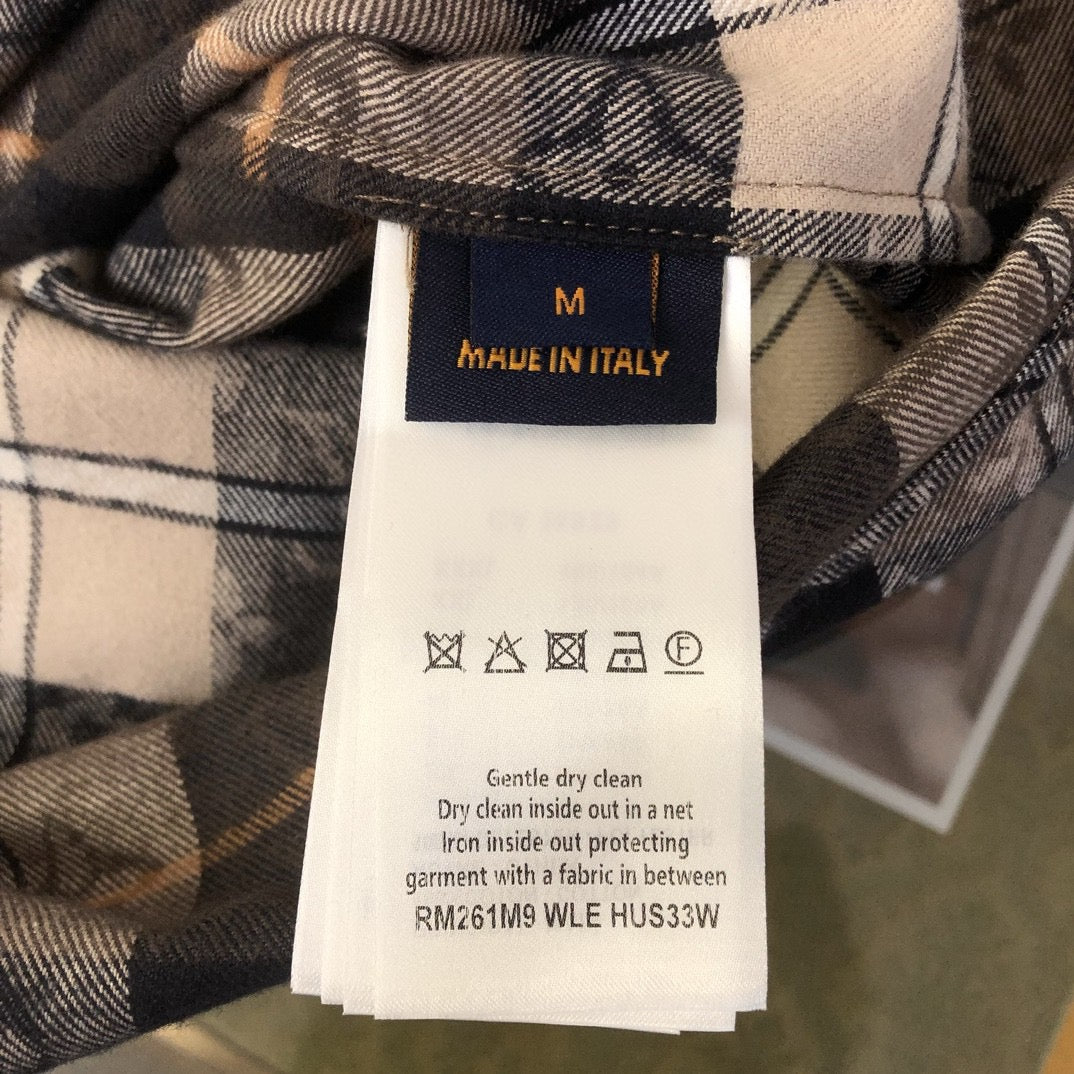 M
MADE IN ITALY
F
Gentle dry clean
Dry clean inside out in a net
Iron inside out protecting
garment with a fabric in between
RM261M9 WLE HUS33W